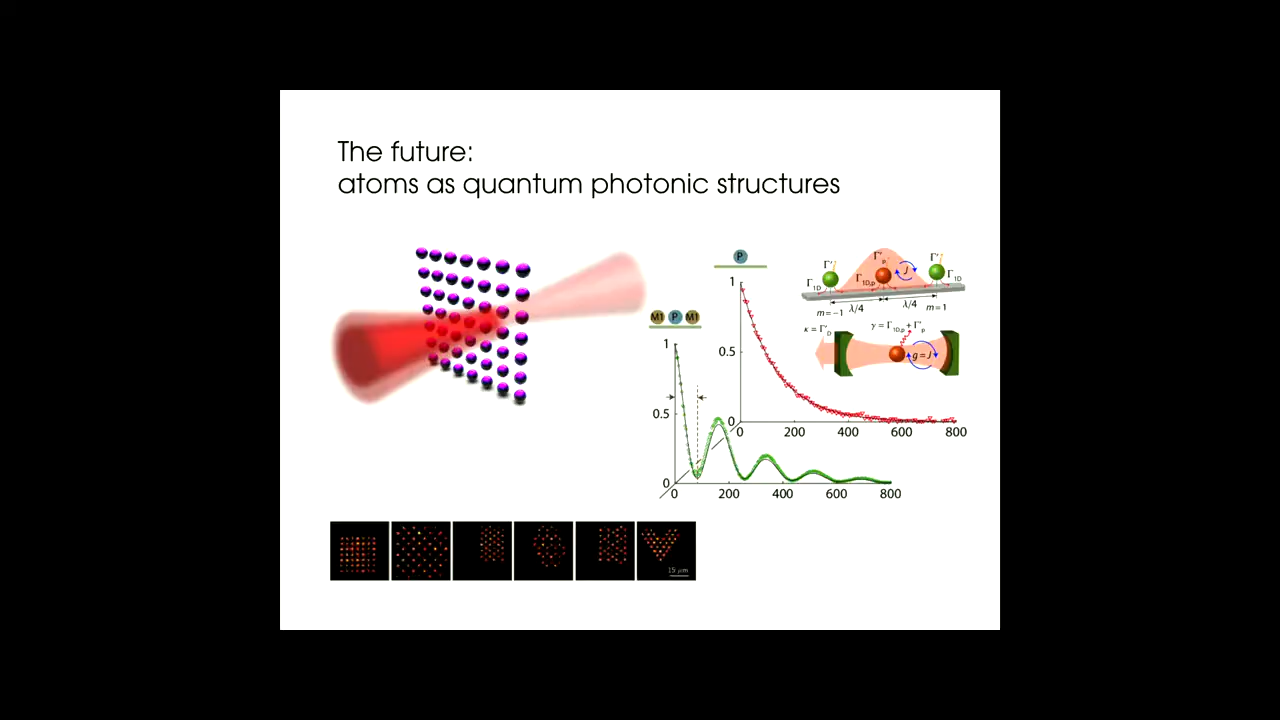 The future:
atoms as quantum photonic structures
P
1
0.5
0
0 200 400 600 800
M1 P M1
1
0.5
0
0 200 400 600 800
Γ′ Γ′p J Γ′
Γ1D Γ1D,p Γ1D
m = −1 λ/4 λ/4 m = 1
κ = Γ′D γ = Γ1D,p + Γ′p
g = J
15 μm